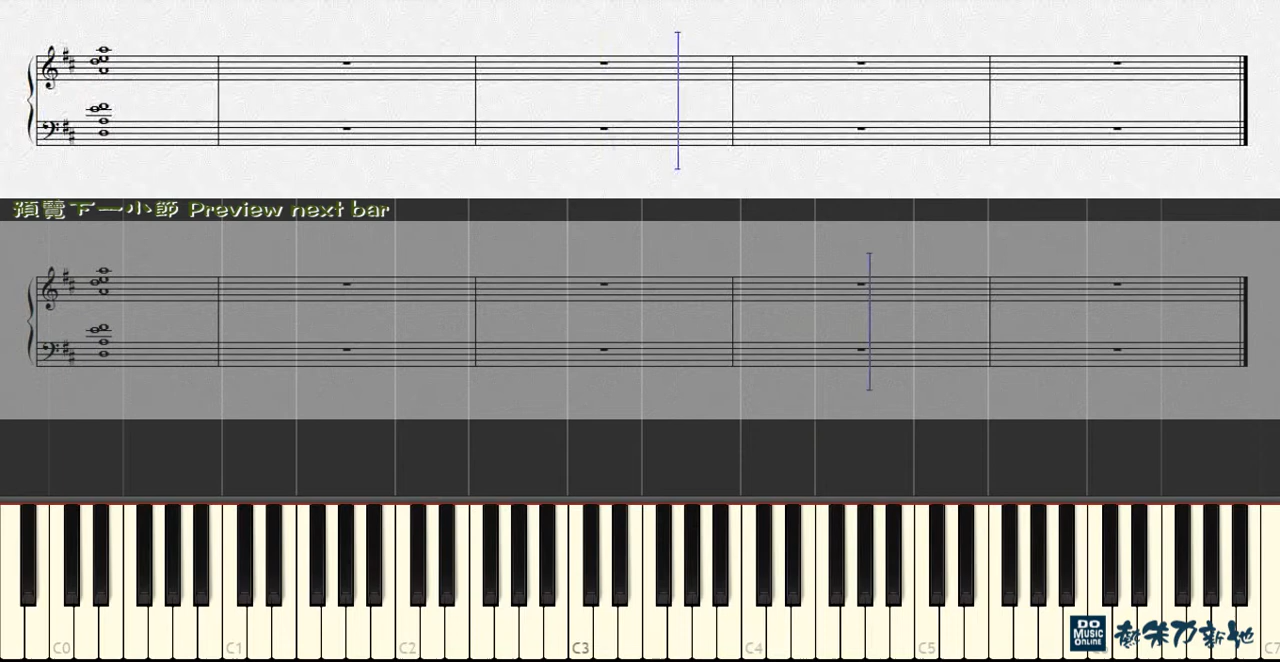 預覽下一小節 Preview next bar
C0 C1 C2 C3 C4 C5 C7
DO
MUSIC
ONLINE